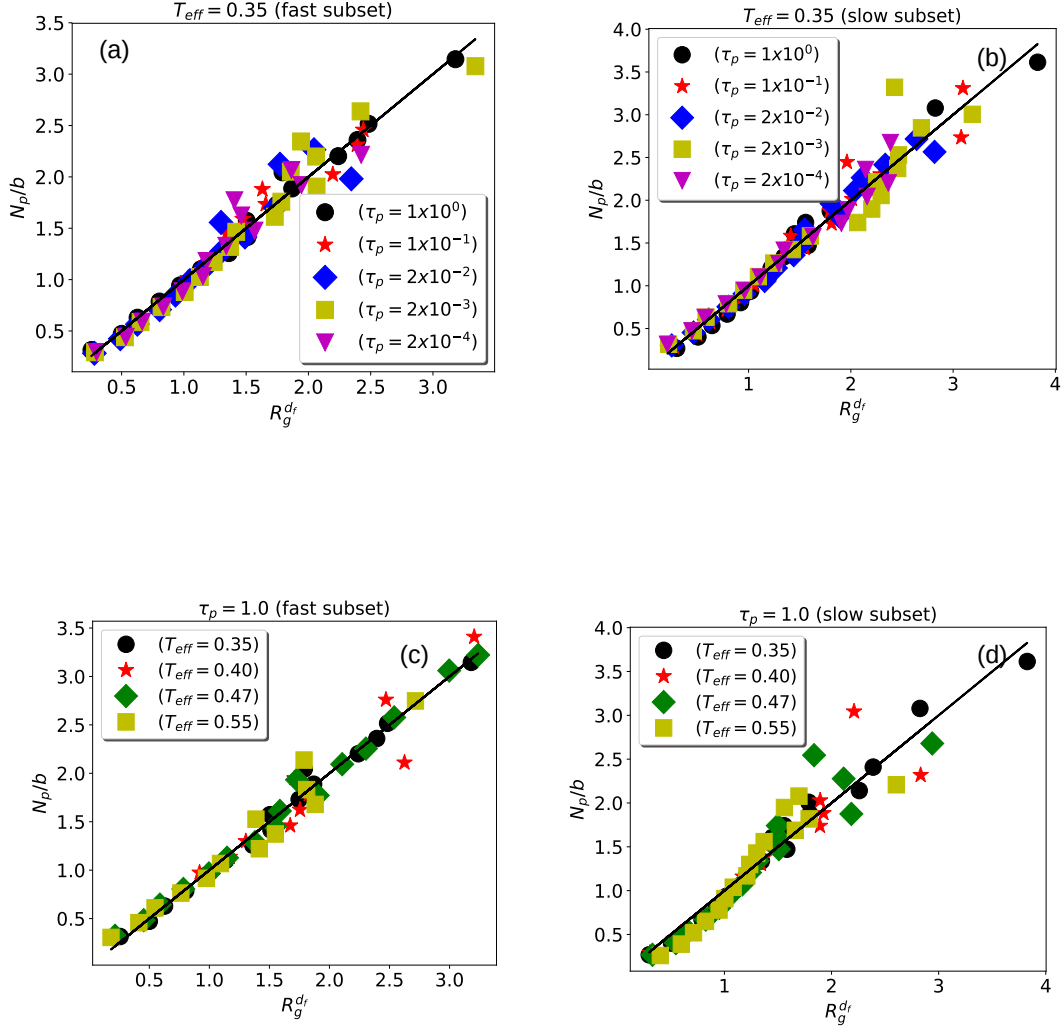 T_eff = 0.35 (fast subset)
(a)
N_p/b
3.5
3.0
2.5
2.0
1.5
1.0
0.5
(τ_p = 1x10^0)
(τ_p = 1x10^−1)
(τ_p = 2x10^−2)
(τ_p = 2x10^−3)
(τ_p = 2x10^−4)
0.5 1.0 1.5 2.0 2.5 3.0
R_g^{d_f}
T_eff = 0.35 (slow subset)
(b)
N_p/b
4.0
3.5
3.0
2.5
2.0
1.5
1.0
0.5
(τ_p = 1x10^0)
(τ_p = 1x10^−1)
(τ_p = 2x10^−2)
(τ_p = 2x10^−3)
(τ_p = 2x10^−4)
1 2 3 4
R_g^{d_f}
τ_p = 1.0 (fast subset)
(c)
N_p/b
3.5
3.0
2.5
2.0
1.5
1.0
0.5
(T_eff = 0.35)
(T_eff = 0.40)
(T_eff = 0.47)
(T_eff = 0.55)
0.5 1.0 1.5 2.0 2.5 3.0
R_g^{d_f}
τ_p = 1.0 (slow subset)
(d)
N_p/b
4.0
3.5
3.0
2.5
2.0
1.5
1.0
0.5
(T_eff = 0.35)
(T_eff = 0.40)
(T_eff = 0.47)
(T_eff = 0.55)
1 2 3 4
R_g^{d_f}